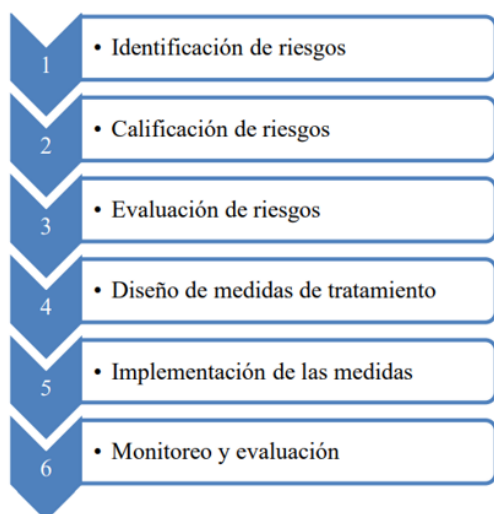 1
• Identificación de riesgos
2
• Calificación de riesgos
3
• Evaluación de riesgos
4
• Diseño de medidas de tratamiento
5
• Implementación de las medidas
6
• Monitoreo y evaluación